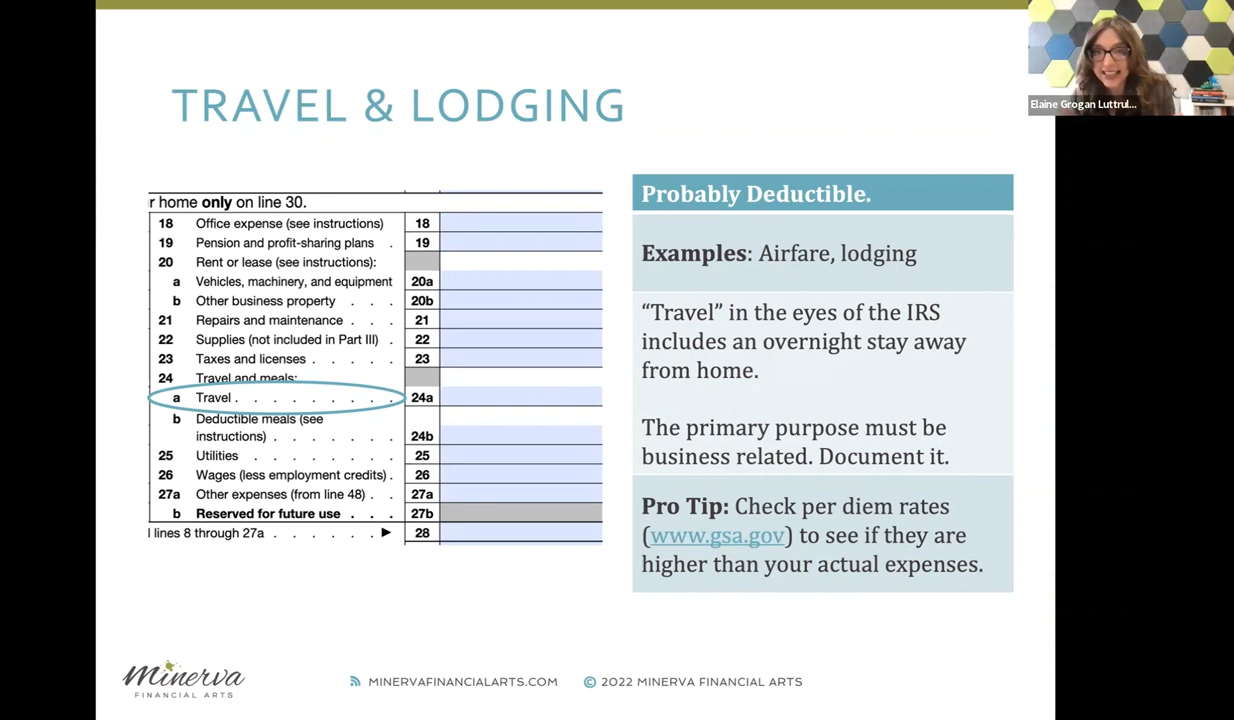 TRAVEL & LODGING
Elaine Grogan Luttrul...
r home only on line 30.
18 Office expense (see instructions) 18
19 Pension and profit-sharing plans . 19
20 Rent or lease (see instructions):
a Vehicles, machinery, and equipment 20a
b Other business property . . . 20b
21 Repairs and maintenance . . . 21
22 Supplies (not included in Part III) . 22
23 Taxes and licenses . . . . . 23
24 Travel and meals:
a Travel . . . . . . . . . 24a
b Deductible meals (see
instructions) . . . . . . . 24b
25 Utilities . . . . . . . . 25
26 Wages (less employment credits) . 26
27a Other expenses (from line 48) . . 27a
b Reserved for future use . . . 27b
l lines 8 through 27a . . . . . . ▶ 28
Probably Deductible.
Examples: Airfare, lodging
“Travel” in the eyes of the IRS
includes an overnight stay away
from home.
The primary purpose must be
business related. Document it.
Pro Tip: Check per diem rates
(www.gsa.gov) to see if they are
higher than your actual expenses.
Minerva
FINANCIAL ARTS
MINERVAFINANCIALARTS.COM
© 2022 MINERVA FINANCIAL ARTS